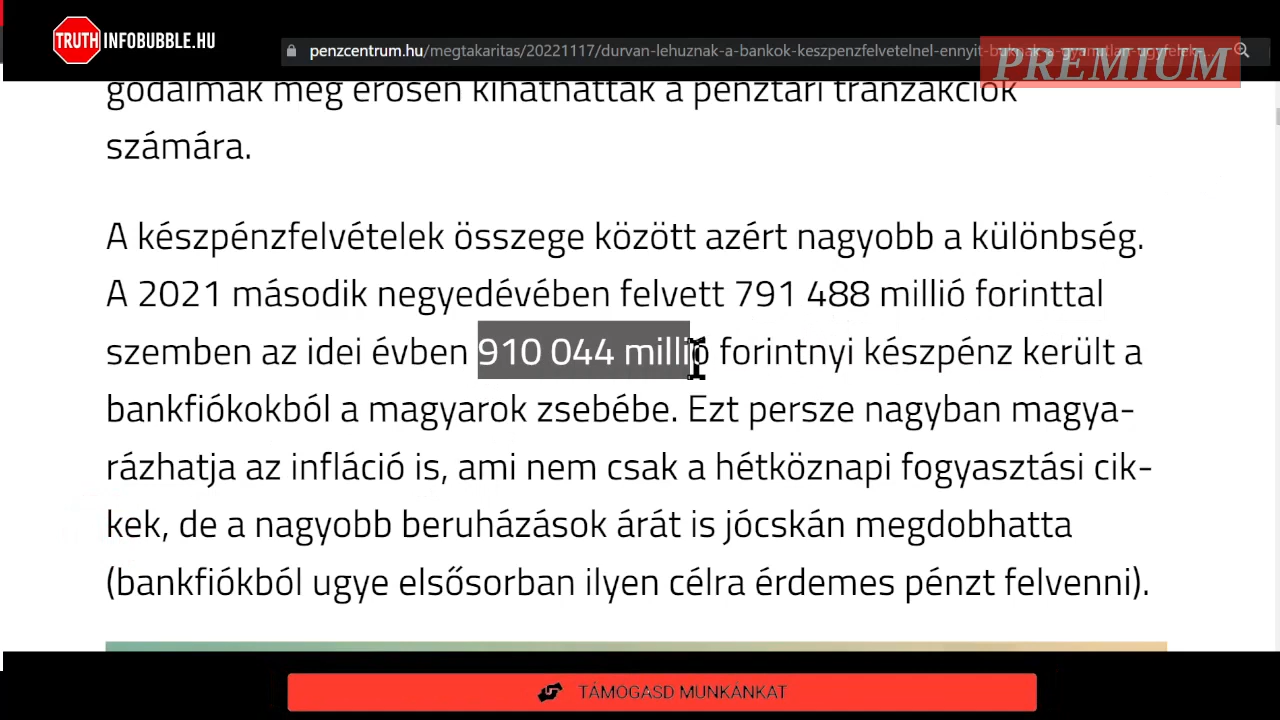 TRUTH INFOBUBBLE.HU
penzcentrum.hu/megtakaritas/20221117/durvan-lehuznak-a-bankok-keszpenzfelvetelnel-ennyit-buknak-a-gyanutlan-ugyfelek-...
PREMIUM
godalmak még erősen kihathattak a pénztári tranzakciók
számára.
A készpénzfelvételek összege között azért nagyobb a különbség.
A 2021 második negyedévében felvett 791 488 millió forinttal
szemben az idei évben 910 044 millió forintnyi készpénz került a
bankfiókokból a magyarok zsebébe. Ezt persze nagyban magya-
rázhatja az infláció is, ami nem csak a hétköznapi fogyasztási cik-
kek, de a nagyobb beruházások árát is jócskán megdobhatta
(bankfiókból ugye elsősorban ilyen célra érdemes pénzt felvenni).
TÁMOGASD MUNKÁNKAT